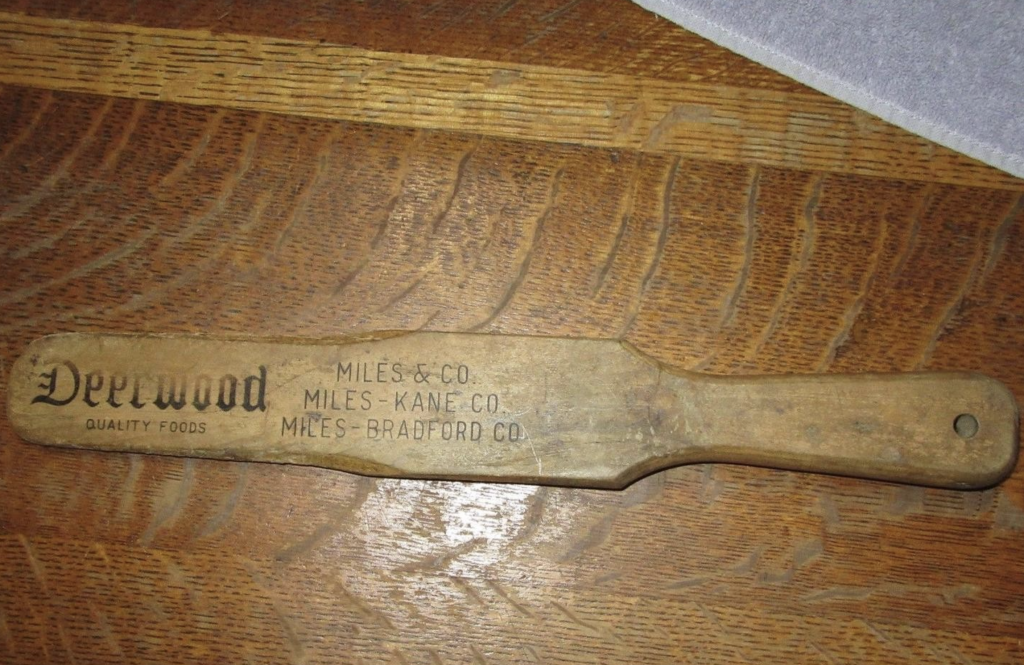 Deerwood
QUALITY FOODS
MILES & CO.
MILES-KANE CO.
MILES-BRADFORD CO.